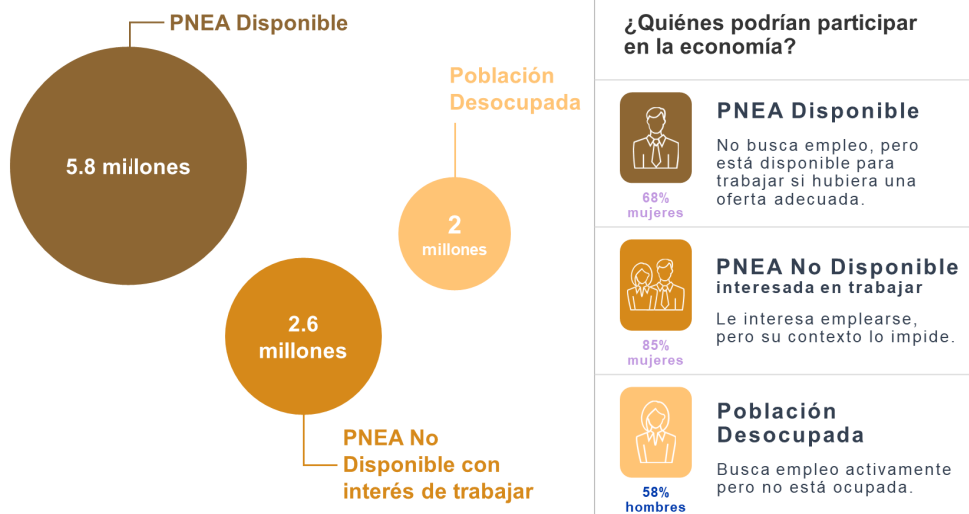 PNEA Disponible
5.8 millones
Población
Desocupada
2
millones
2.6
millones
PNEA No
Disponible con
interés de trabajar
¿Quiénes podrían participar
en la economía?
PNEA Disponible
No busca empleo, pero
está disponible para
trabajar si hubiera una
oferta adecuada.
68%
mujeres
PNEA No Disponible
interesada en trabajar
Le interesa emplearse,
pero su contexto lo impide.
85%
mujeres
Población
Desocupada
Busca empleo activamente
pero no está ocupada.
58%
hombres